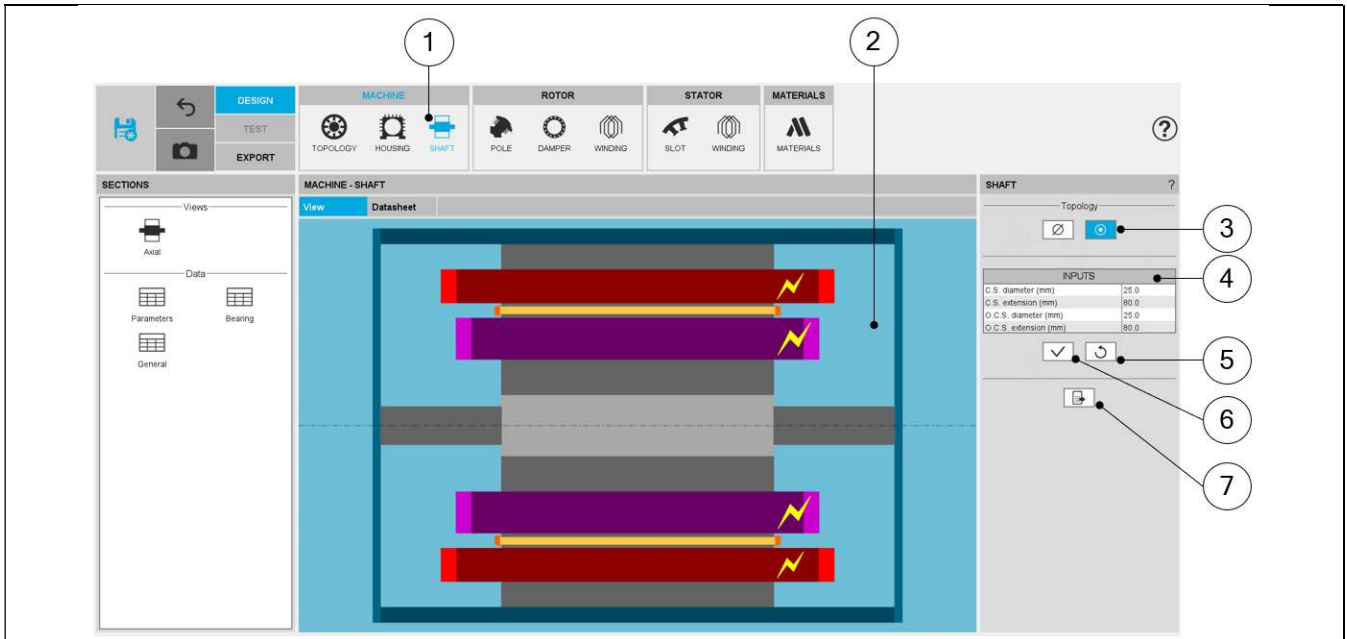 1
2
DESIGN
TEST
EXPORT
MACHINE
TOPOLOGY
HOUSING
SHAFT
ROTOR
POLE
DAMPER
WINDING
STATOR
SLOT
WINDING
MATERIALS
MATERIALS
?
SECTIONS
Views
Axial
Data
Parameters
Bearing
General
MACHINE - SHAFT
View
Datasheet
SHAFT ?
Topology
INPUTS
C.S. diameter (mm) 25.0
C.S. extension (mm) 80.0
O.C.S. diameter (mm) 25.0
O.C.S. extension (mm) 80.0
3
4
5
6
7